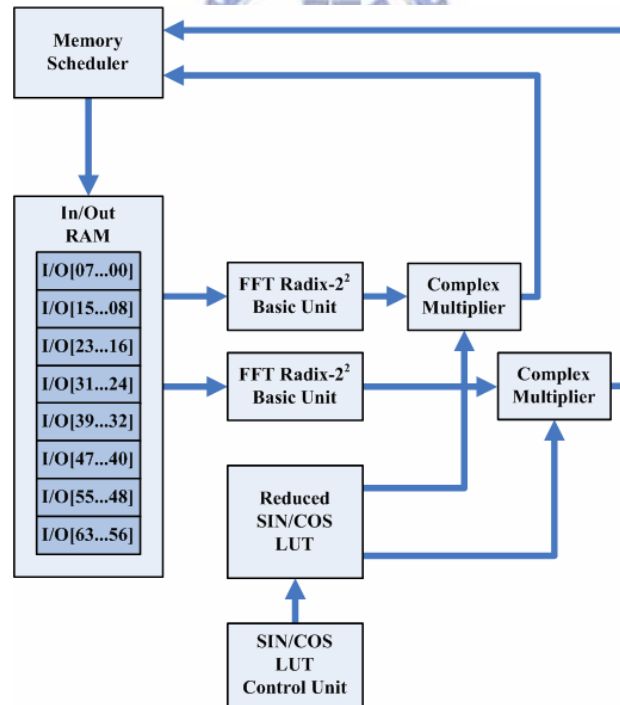 Memory
Scheduler
In/Out
RAM
I/O[07...00]
I/O[15...08]
I/O[23...16]
I/O[31...24]
I/O[39...32]
I/O[47...40]
I/O[55...48]
I/O[63...56]
FFT Radix-2²
Basic Unit
Complex
Multiplier
FFT Radix-2²
Basic Unit
Complex
Multiplier
Reduced
SIN/COS
LUT
SIN/COS
LUT
Control Unit